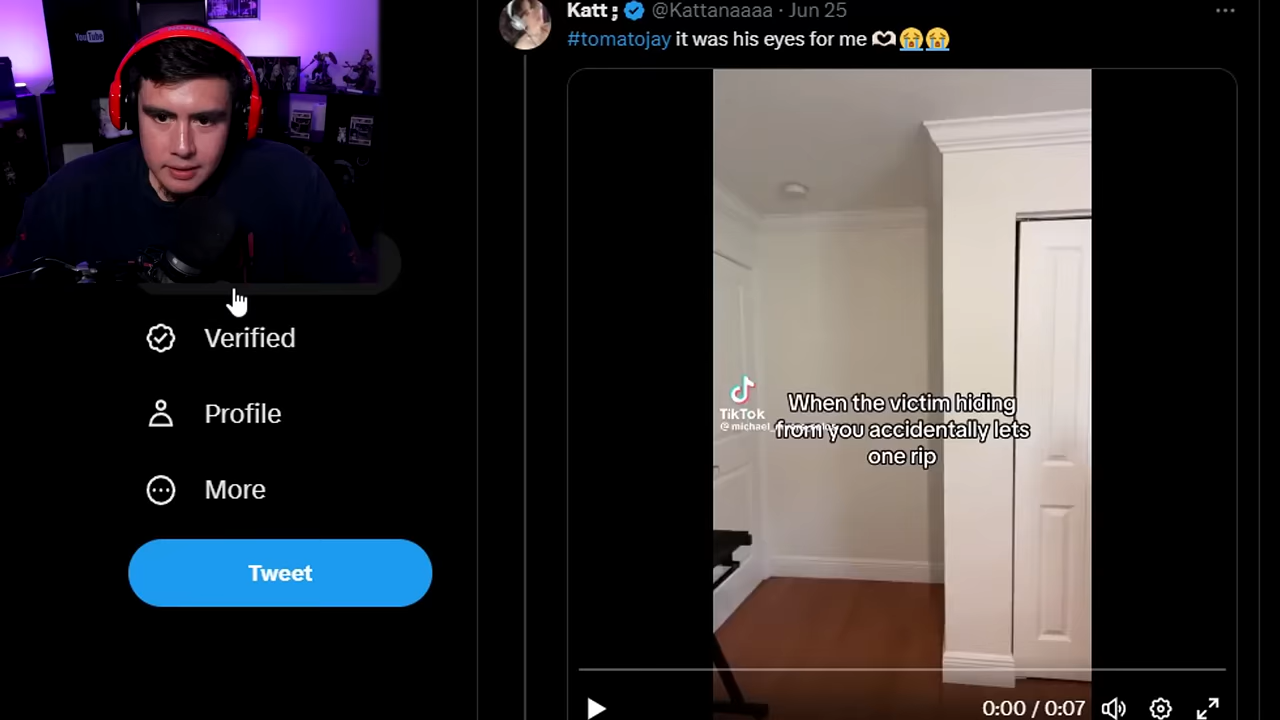 YouTube
Katt ; @Kattanaaaa · Jun 25
#tomatojay it was his eyes for me 🫶😭😭
When the victim hiding
from you accidentally lets
one rip
TikTok
Verified
Profile
More
Tweet
0:00 / 0:07